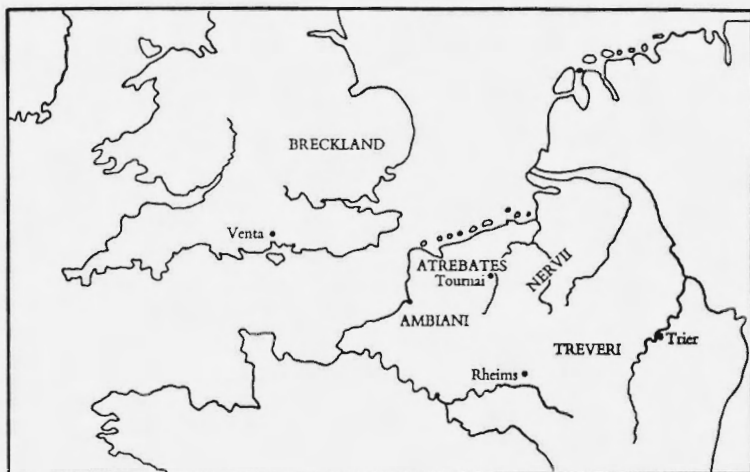 BRECKLAND
Venta
ATREBATES
Tournai
NERVII
AMBIANI
TREVERI
Trier
Rheims